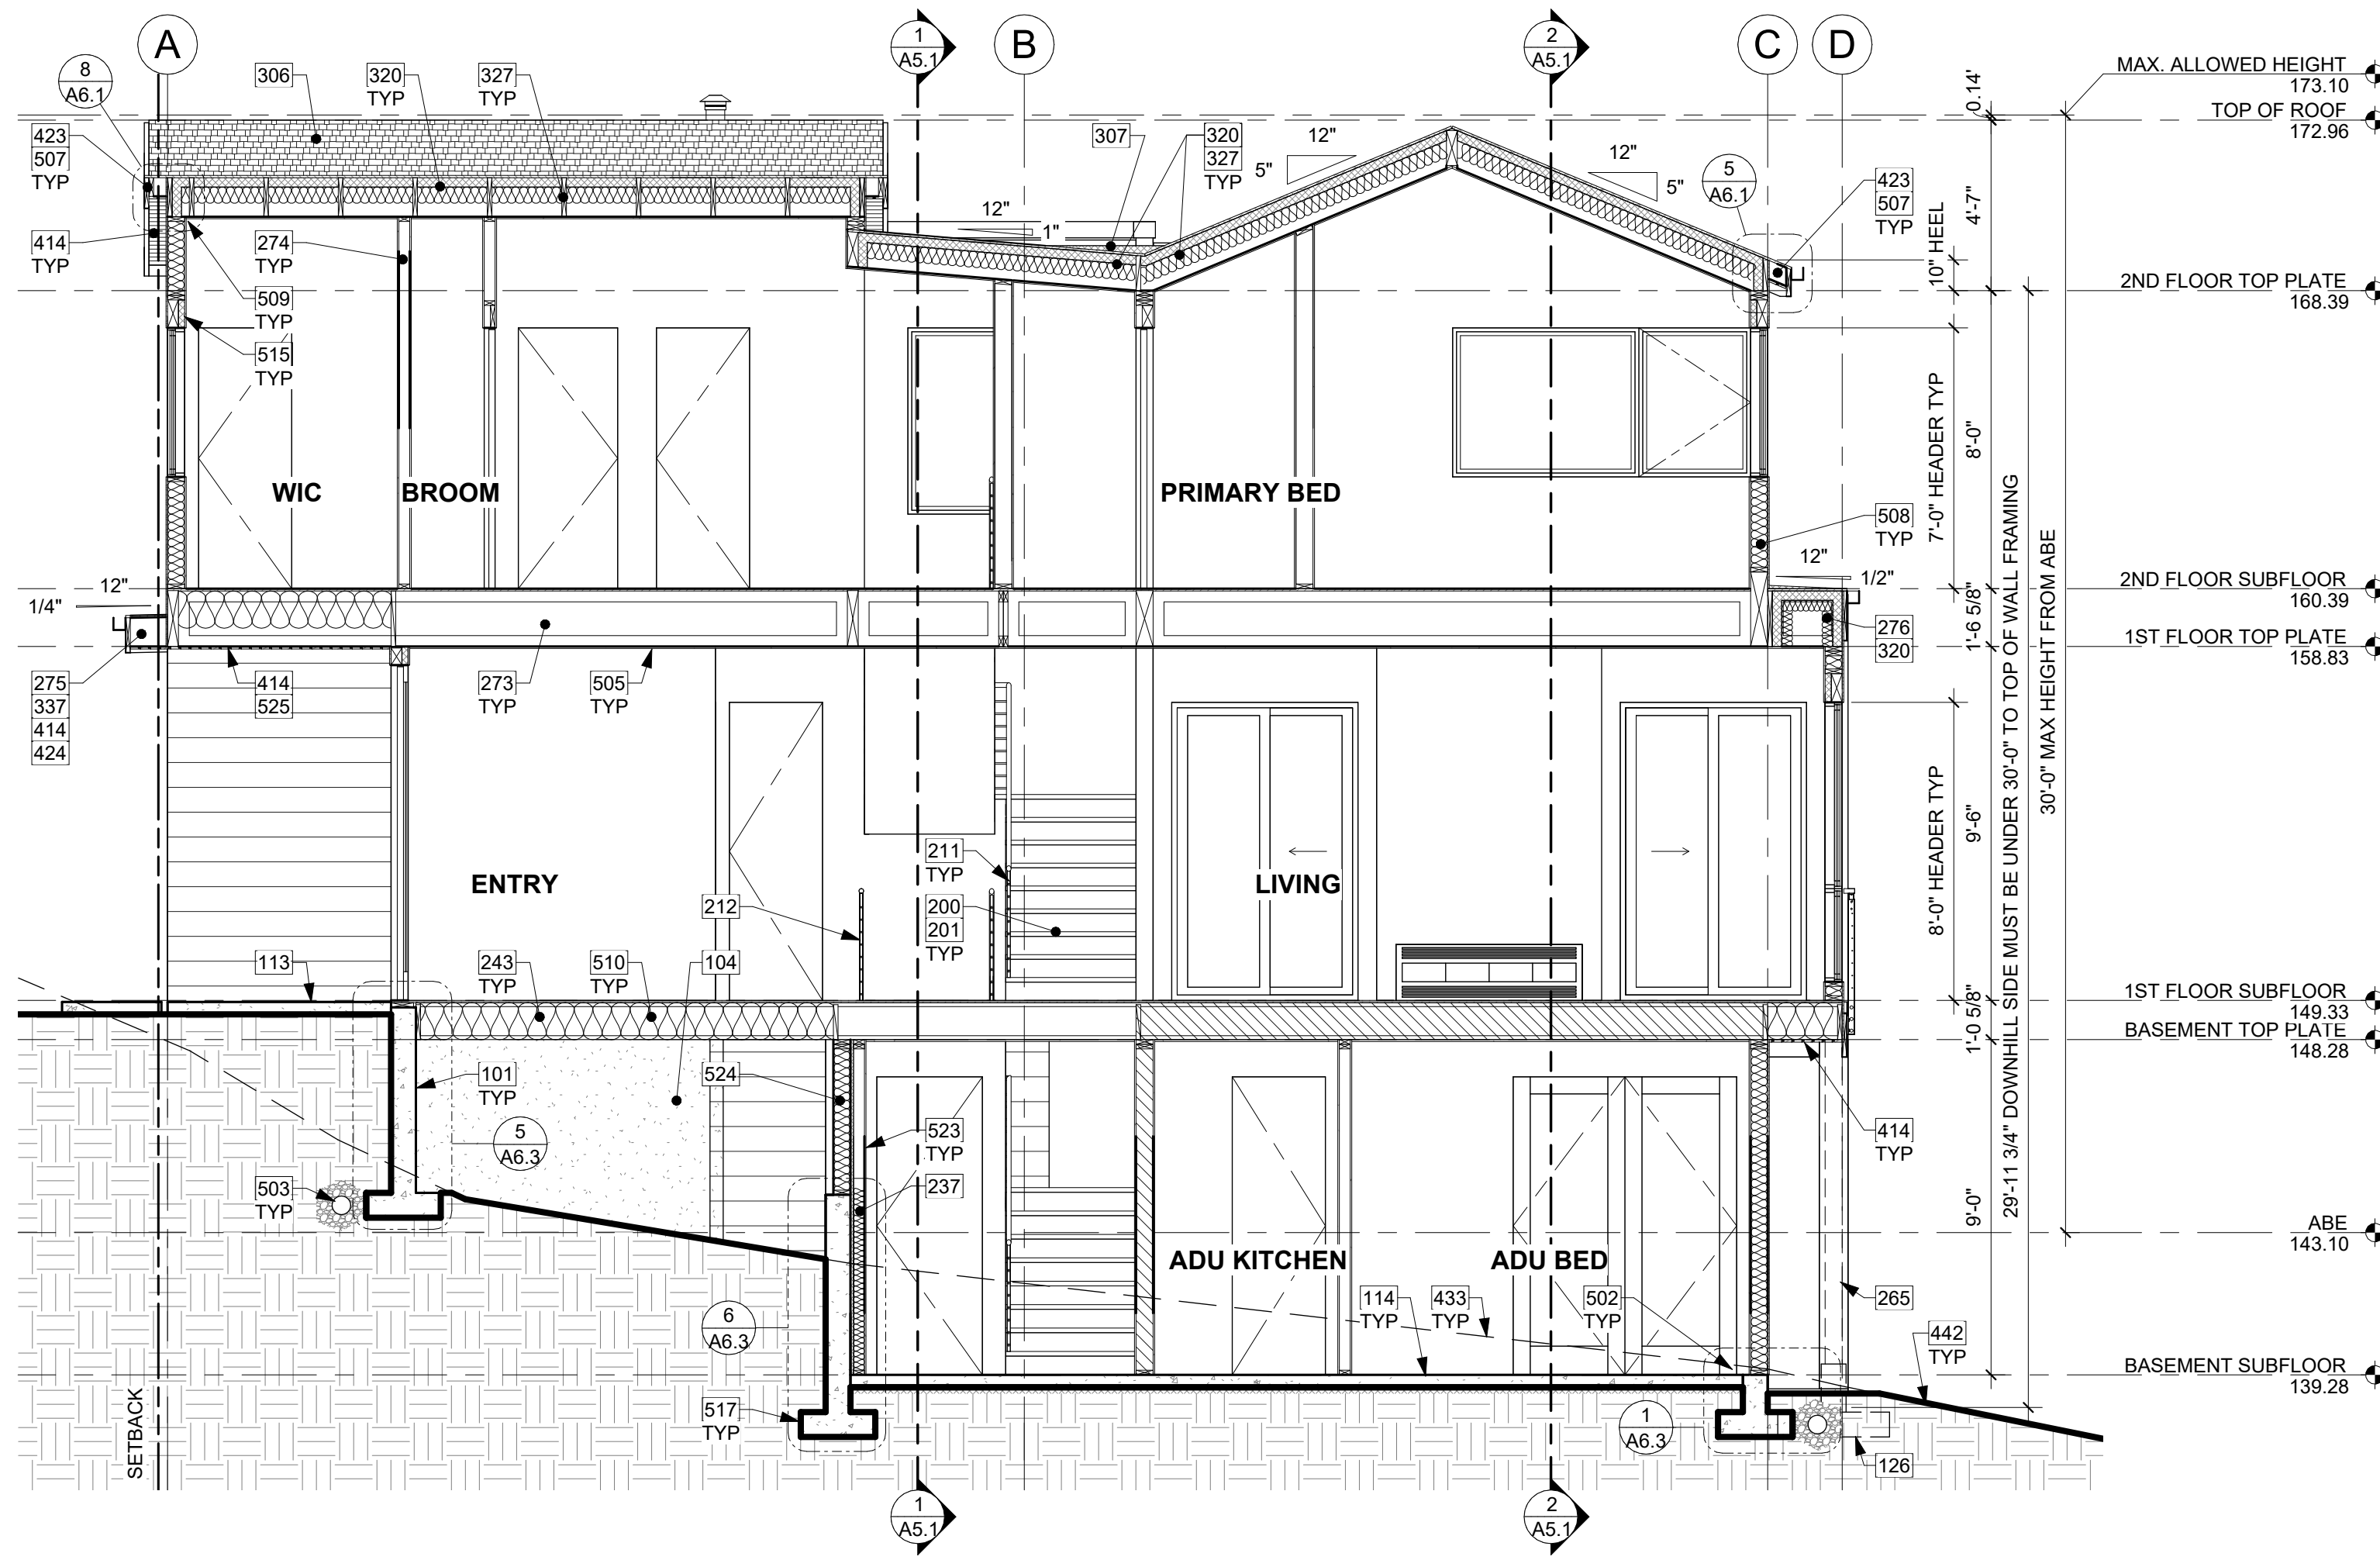 A
1
A5.1
B
2
A5.1
C
D
8
A6.1
306
320
TYP
327
TYP
MAX. ALLOWED HEIGHT
173.10
0.14'
TOP OF ROOF
172.96
423
507
TYP
307
320
327
TYP
12"
5"
12"
5"
5
A6.1
423
507
TYP
4'-7"
10" HEEL
414
TYP
274
TYP
12"
1"
2ND FLOOR TOP PLATE
168.39
509
TYP
515
TYP
7'-0" HEADER TYP
8'-0"
WIC
BROOM
PRIMARY BED
508
TYP
12"
1/2"
29'-11 3/4" DOWNHILL SIDE MUST BE UNDER 30'-0" TO TOP OF WALL FRAMING
30'-0" MAX HEIGHT FROM ABE
12"
1/4"
2ND FLOOR SUBFLOOR
160.39
1'-6 5/8"
276
320
1ST FLOOR TOP PLATE
158.83
275
337
414
424
414
525
273
TYP
505
TYP
8'-0" HEADER TYP
9'-6"
211
TYP
ENTRY
LIVING
212
200
201
TYP
113
243
TYP
510
TYP
104
1ST FLOOR SUBFLOOR
149.33
1'-0 5/8"
BASEMENT TOP PLATE
148.28
101
TYP
524
5
A6.3
523
TYP
414
TYP
503
TYP
237
9'-0"
ABE
143.10
ADU KITCHEN
ADU BED
6
A6.3
114
TYP
433
TYP
502
TYP
265
442
TYP
BASEMENT SUBFLOOR
139.28
SETBACK
517
TYP
1
A6.3
126
1
A5.1
2
A5.1